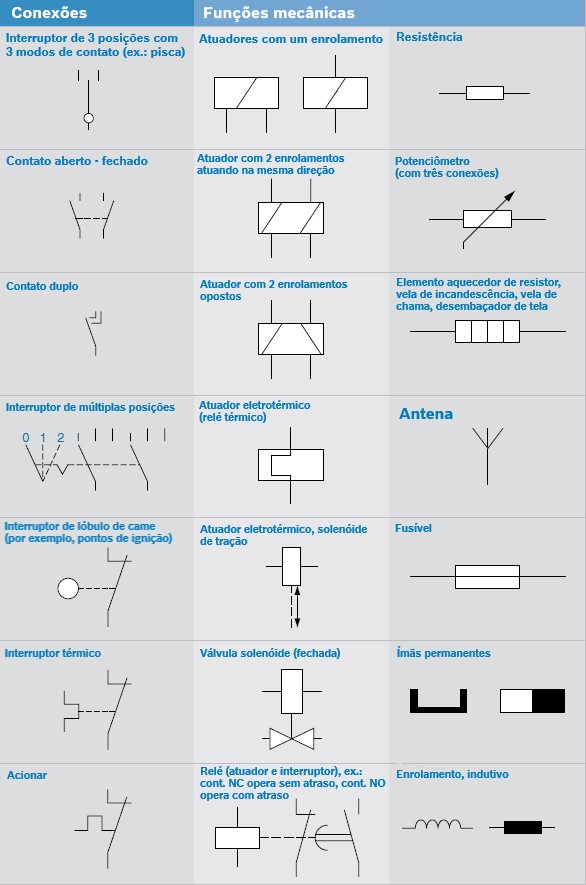 Conexões
Funções mecânicas
Interruptor de 3 posições com
3 modos de contato (ex.: pisca)
Atuadores com um enrolamento
Resistência
Contato aberto - fechado
Atuador com 2 enrolamentos
atuando na mesma direção
Potenciômetro
(com três conexões)
Contato duplo
Atuador com 2 enrolamentos
opostos
Elemento aquecedor de resistor,
vela de incandescência, vela de
chama, desembaçador de tela
Interruptor de múltiplas posições
0 1 2
Atuador eletrotérmico
(relé térmico)
Antena
Interruptor de lóbulo de came
(por exemplo, pontos de ignição)
Atuador eletrotérmico, solenóide
de tração
Fusível
Interruptor térmico
Válvula solenóide (fechada)
Ímãs permanentes
Acionar
Relé (atuador e interruptor), ex.:
cont. NC opera sem atraso, cont. NO
opera com atraso
Enrolamento, indutivo